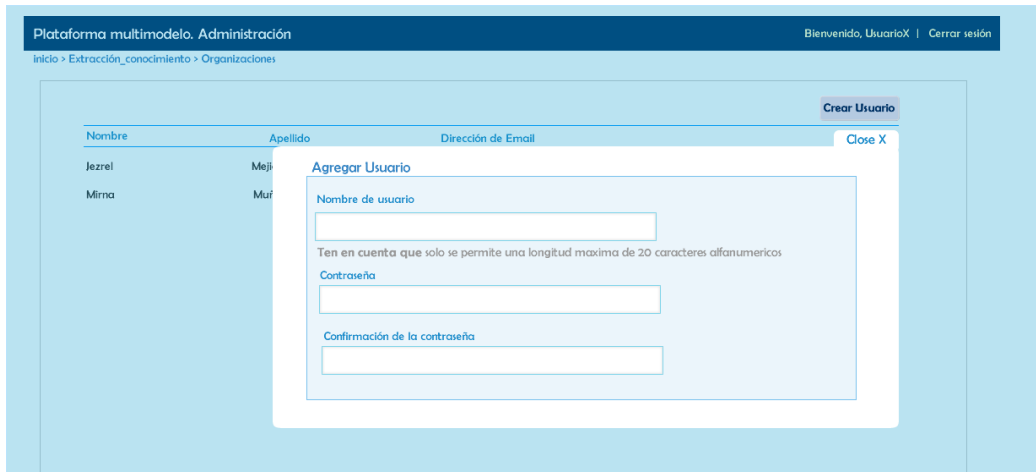 Plataforma multimodelo. Administración
Bienvenido, UsuarioX | Cerrar sesión
inicio > Extracción_conocimiento > Organizaciones
Crear Usuario
Nombre Apellido Dirección de Email
Close X
Jezrel
Mirna
Agregar Usuario
Nombre de usuario
Ten en cuenta que solo se permite una longitud maxima de 20 caracteres alfanumericos
Contraseña
Confirmación de la contraseña